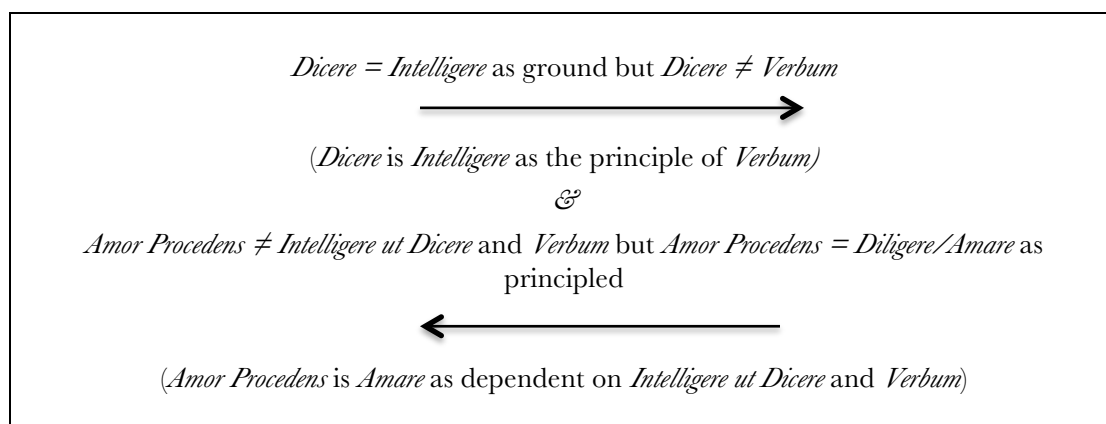 Dicere = Intelligere as ground but Dicere ≠ Verbum
(Dicere is Intelligere as the principle of Verbum)
&
Amor Procedens ≠ Intelligere ut Dicere and Verbum but Amor Procedens = Diligere/Amare as
principled
(Amor Procedens is Amare as dependent on Intelligere ut Dicere and Verbum)